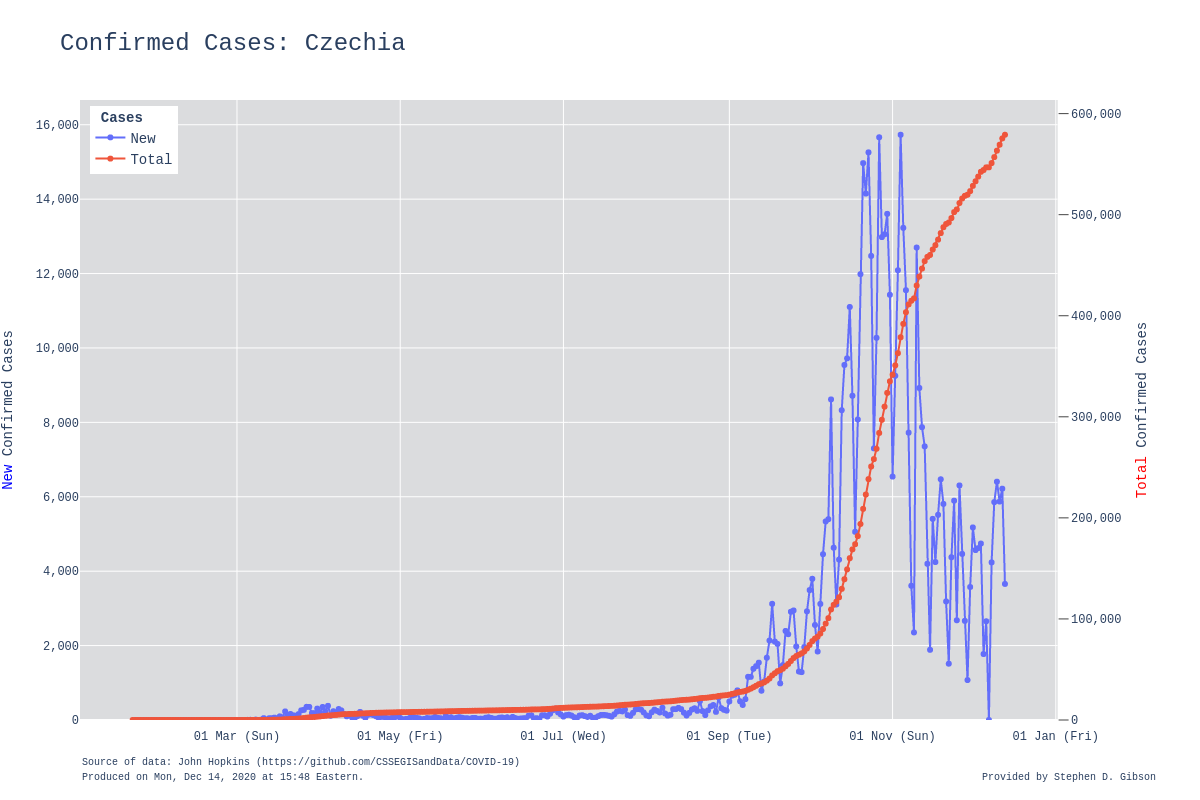 Confirmed Cases: Czechia
Cases
New
Total
16,000
14,000
12,000
10,000
8,000
6,000
4,000
2,000
0
New Confirmed Cases
600,000
500,000
400,000
300,000
200,000
100,000
0
Total Confirmed Cases
01 Mar (Sun)
01 May (Fri)
01 Jul (Wed)
01 Sep (Tue)
01 Nov (Sun)
01 Jan (Fri)
Source of data: John Hopkins (https://github.com/CSSEGISandData/COVID-19)
Produced on Mon, Dec 14, 2020 at 15:48 Eastern.
Provided by Stephen D. Gibson